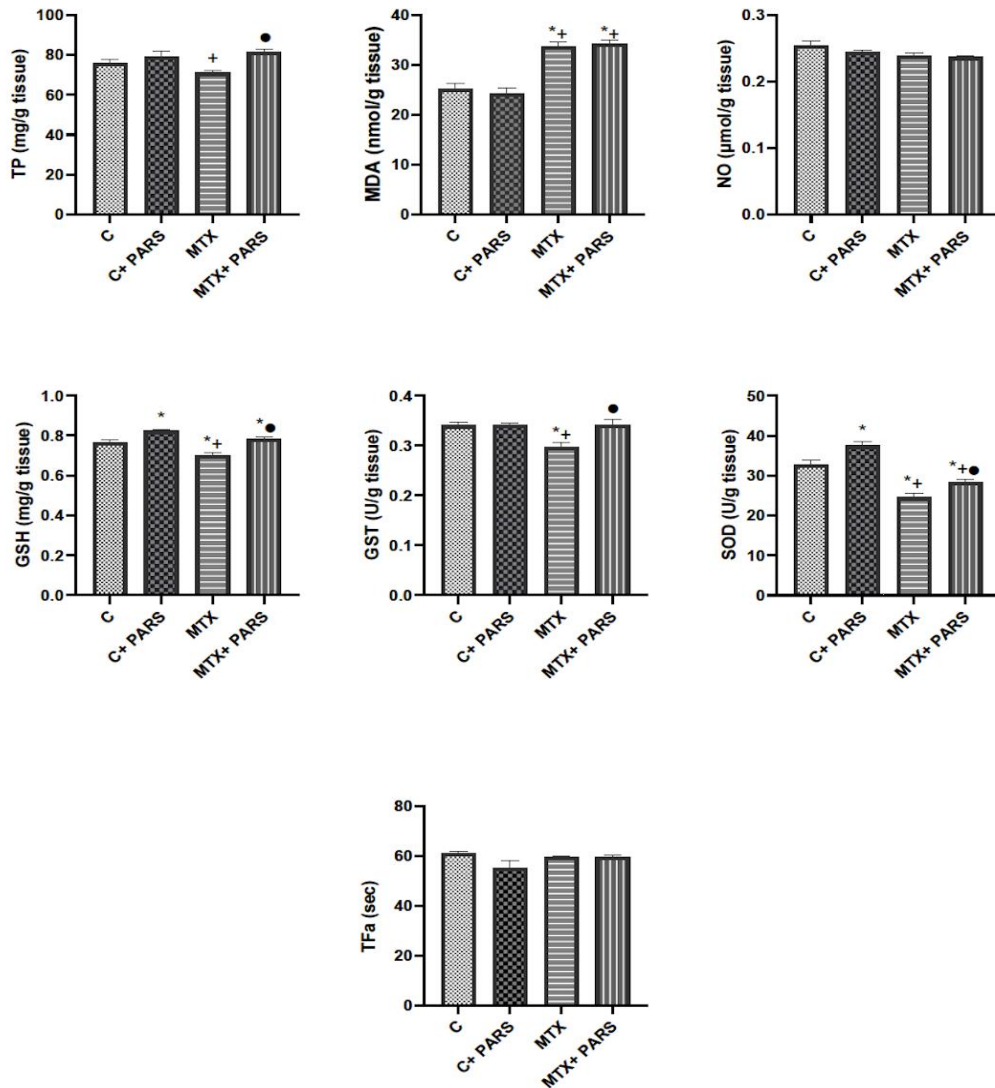 TP (mg/g tissue)
100
80
60
40
20
0
+
●
C
C+ PARS
MTX
MTX+ PARS
MDA (nmol/g tissue)
40
30
20
10
0
*+
*+
C
C+ PARS
MTX
MTX+ PARS
NO (µmol/g tissue)
0.3
0.2
0.1
0.0
C
C+ PARS
MTX
MTX+ PARS
GSH (mg/g tissue)
1.0
0.8
0.6
0.4
0.2
0.0
*
*+
*●
C
C+ PARS
MTX
MTX+ PARS
GST (U/g tissue)
0.4
0.3
0.2
0.1
0.0
*+
●
C
C+ PARS
MTX
MTX+ PARS
SOD (U/g tissue)
50
40
30
20
10
0
*
*+
*+●
C
C+ PARS
MTX
MTX+ PARS
TFa (sec)
80
60
40
20
0
C
C+ PARS
MTX
MTX+ PARS